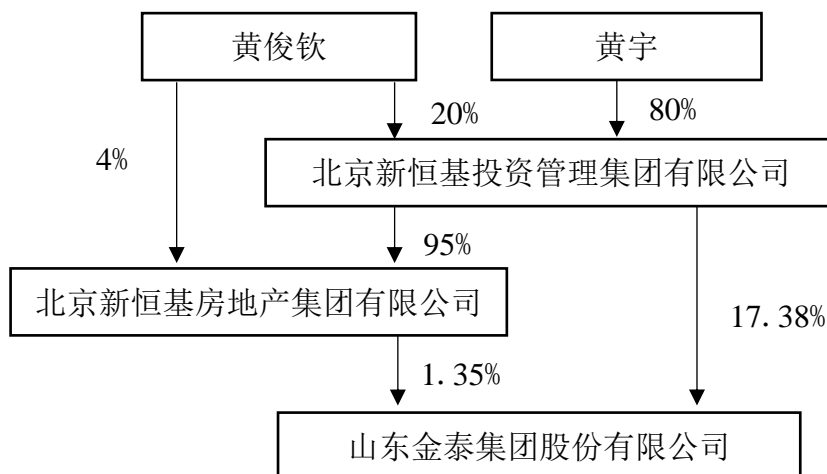 黄俊钦
黄宇
20%
80%
4%
北京新恒基投资管理集团有限公司
95%
北京新恒基房地产集团有限公司
17.38%
1.35%
山东金泰集团股份有限公司